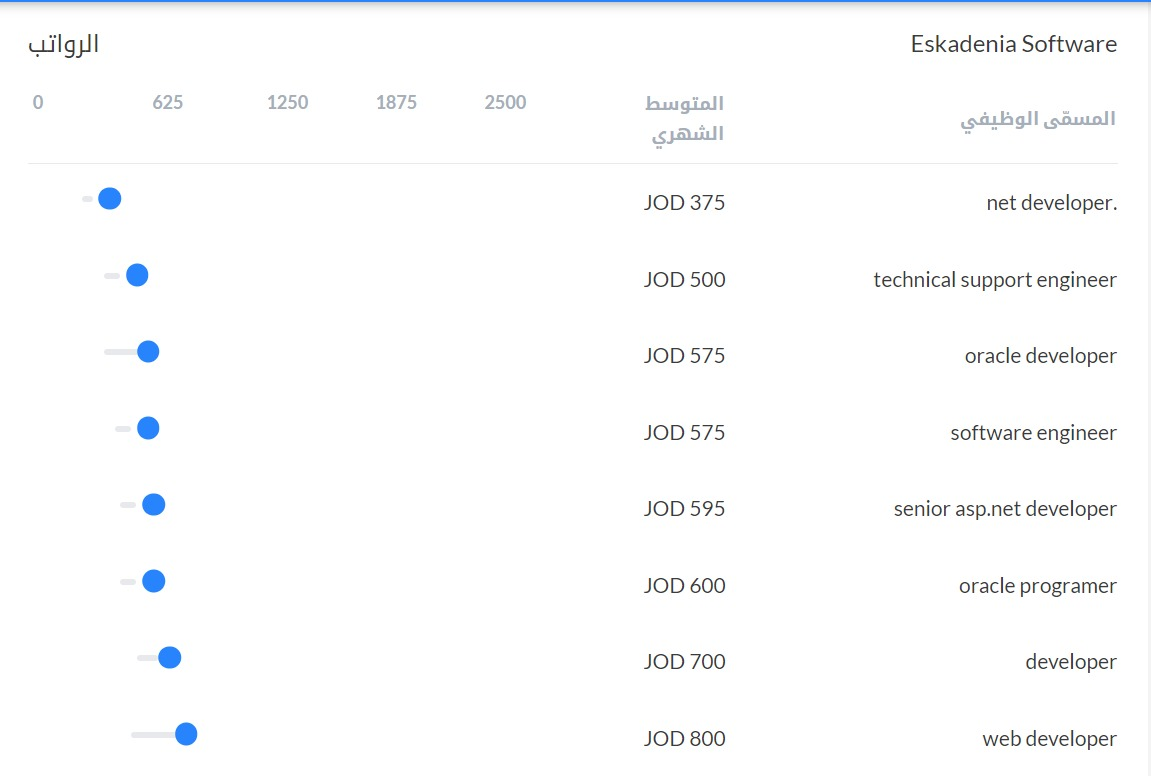 Eskadenia Software
الرواتب
المسمّى الوظيفي
المتوسط
الشهري
0 625 1250 1875 2500
.net developer JOD 375
technical support engineer JOD 500
oracle developer JOD 575
software engineer JOD 575
senior asp.net developer JOD 595
oracle programer JOD 600
developer JOD 700
web developer JOD 800